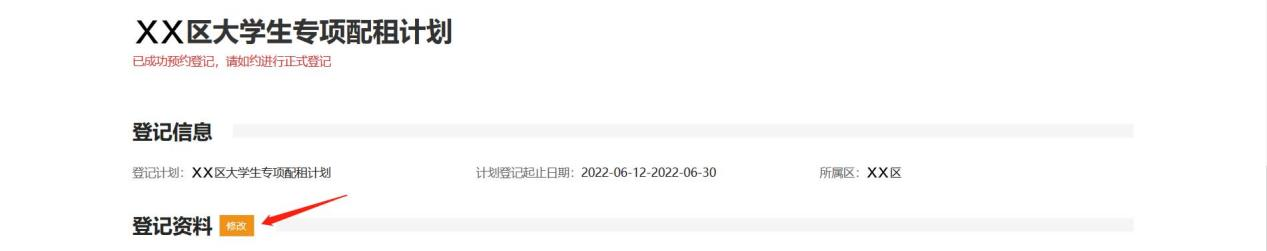 XX区大学生专项配租计划
已成功预约登记，请如约进行正式登记
登记信息
登记计划：XX区大学生专项配租计划 计划登记起止日期：2022-06-12-2022-06-30 所属区：XX区
登记资料 修改